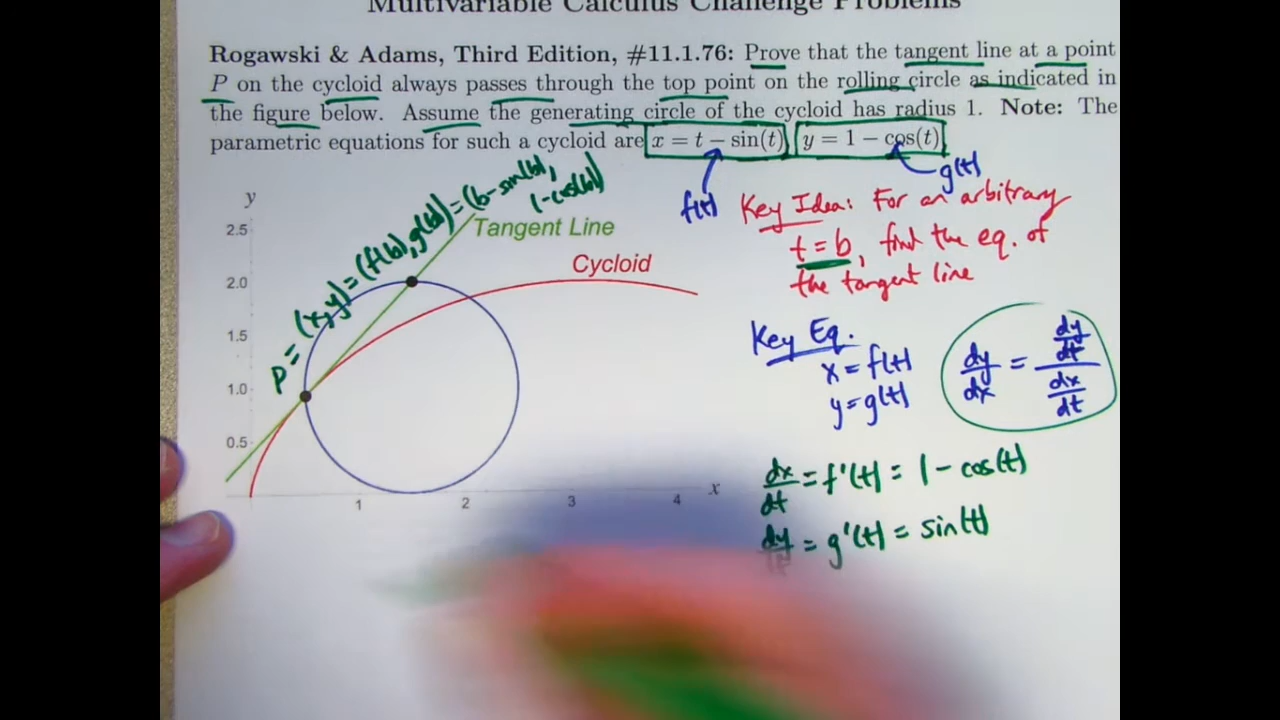 Multivariable Calculus Challenge Problems
Rogawski & Adams, Third Edition, #11.1.76: Prove that the tangent line at a point
P on the cycloid always passes through the top point on the rolling circle as indicated in
the figure below. Assume the generating circle of the cycloid has radius 1. Note: The
parametric equations for such a cycloid are x = t − sin(t), y = 1 − cos(t)
f(t)
g(t)
P = (x,y) = (f(b), g(b)) = (b-sin(b),
1-cos(b))
Key Idea: For an arbitrary
t = b, find the eq. of
the tangent line
y
2.5
2.0
1.5
1.0
0.5
1
2
3
4
x
Tangent Line
Cycloid
Key Eq.
x = f(t)
y = g(t)
dy/dx = (dy/dt)/(dx/dt)
dx/dt = f'(t) = 1 - cos(t)
dy/dt = g'(t) = sin(t)